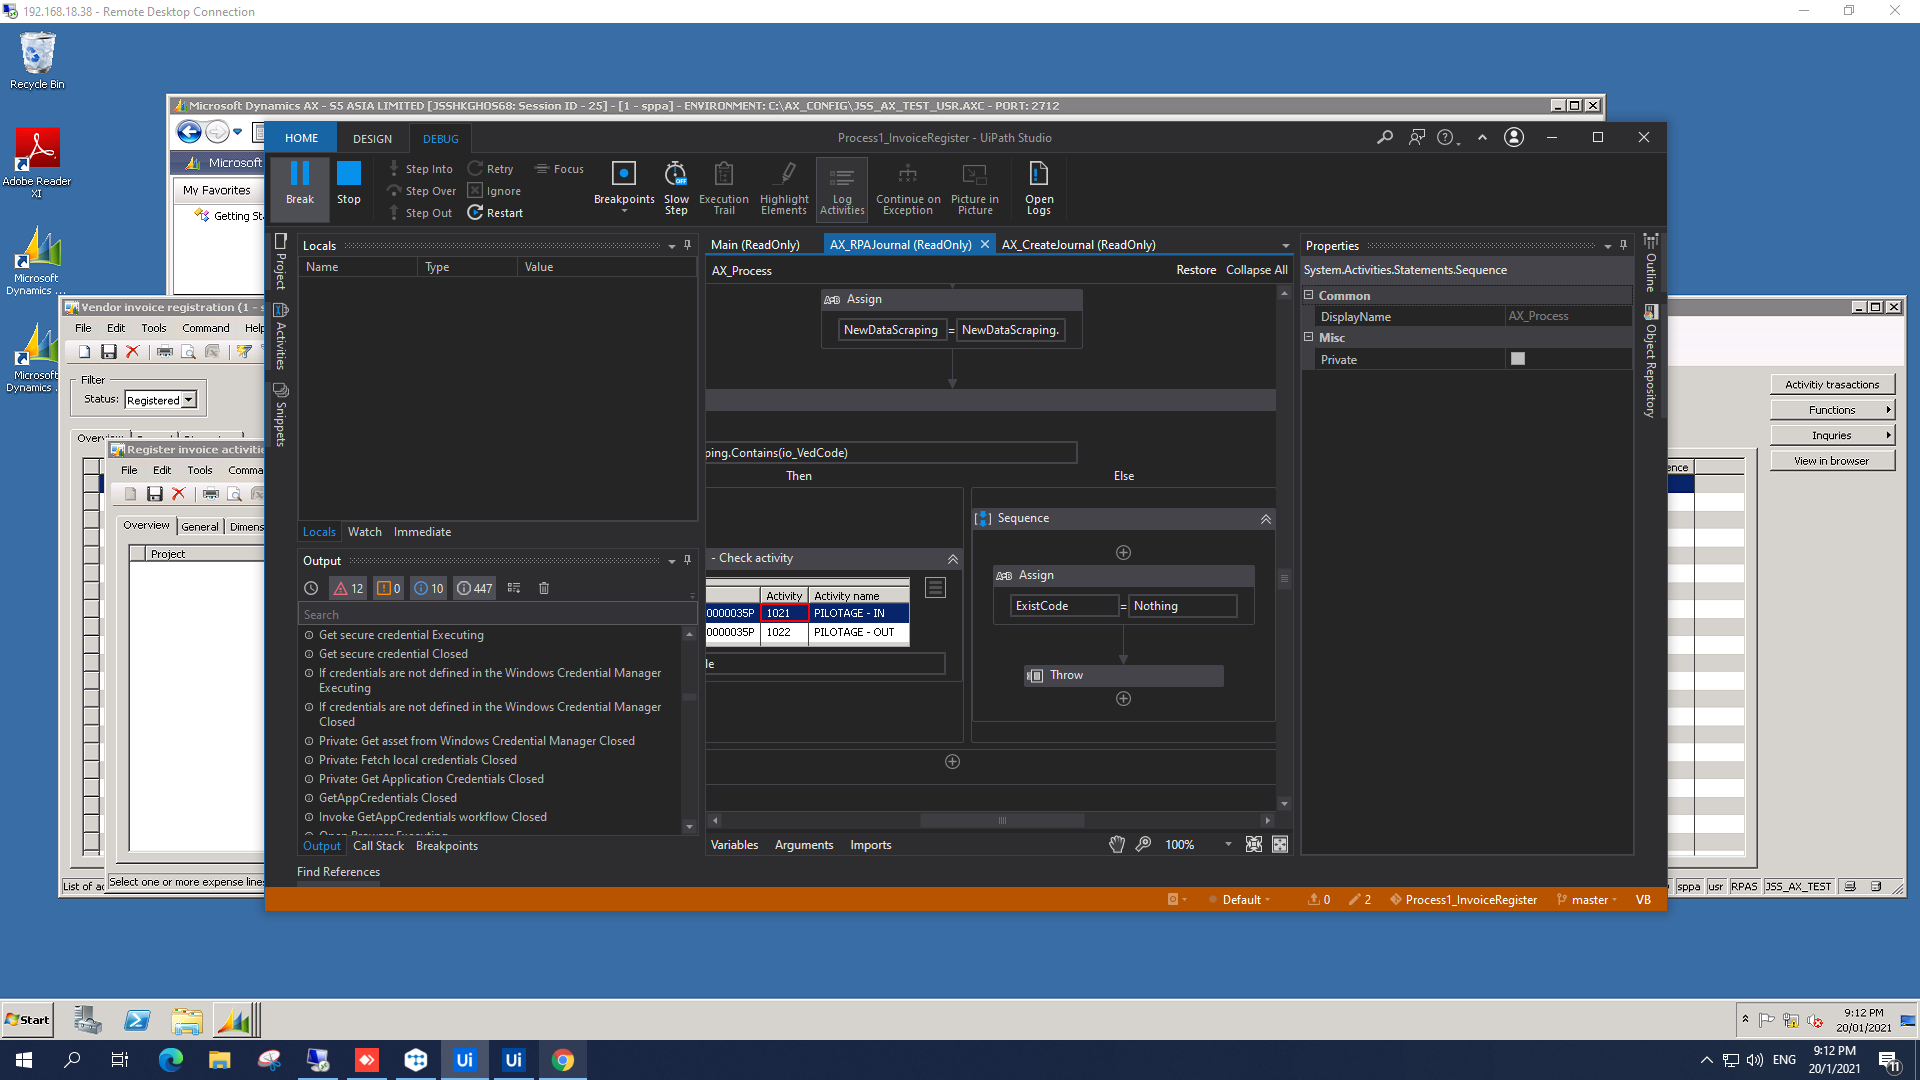 192.168.18.38 - Remote Desktop Connection
Recycle Bin
Adobe Reader
XI
Microsoft
Dynamics ...
Microsoft
Dynamics
Microsoft Dynamics AX - S5 ASIA LIMITED [JSSHKGHOS68: Session ID - 25] - [1 - sppa] - ENVIRONMENT: C:\AX_CONFIG\JSS_AX_TEST_USR.AXC - PORT: 2712
Microsoft
My Favorites
Getting Sta
HOME
DESIGN
DEBUG
Process1_InvoiceRegister - UiPath Studio
Break
Stop
Step Into
Step Over
Step Out
Retry
Ignore
Restart
Focus
Breakpoints
Slow
Step
OFF
Execution
Trail
Highlight
Elements
Log
Activities
Continue on
Exception
Picture in
Picture
Open
Logs
Project
Activities
Snippets
Locals
Name
Type
Value
Locals
Watch
Immediate
Output
12
0
10
447
Search
Get secure credential Executing
Get secure credential Closed
If credentials are not defined in the Windows Credential Manager
Executing
If credentials are not defined in the Windows Credential Manager
Closed
Private: Get asset from Windows Credential Manager Closed
Private: Fetch local credentials Closed
Private: Get Application Credentials Closed
GetAppCredentials Closed
Invoke GetAppCredentials workflow Closed
Open Browser Executing
Output
Call Stack
Breakpoints
Find References
Main (ReadOnly)
AX_RPAJournal (ReadOnly)
AX_CreateJournal (ReadOnly)
AX_Process
Restore
Collapse All
A=B Assign
NewDataScraping
=
NewDataScraping.
ping.Contains(io_VedCode)
Then
Else
- Check activity
Activity
Activity name
0000035P
1021
PILOTAGE - IN
0000035P
1022
PILOTAGE - OUT
le
Sequence
A=B Assign
ExistCode
=
Nothing
Throw
Variables
Arguments
Imports
100%
Properties
System.Activities.Statements.Sequence
Common
DisplayName
AX_Process
Misc
Private
Outline
Object Repository
Default
0
2
Process1_InvoiceRegister
master
VB
Vendor invoice registration (1 - s
File
Edit
Tools
Command
Help
Filter
Status:
Registered
Register invoice activitie
File
Edit
Tools
Comma
Overview
General
Dimens
Project
List of ac
Select one or more expense lines
Activitiy trasactions
Functions
Inquries
View in browser
ence
sppa
usr
RPAS
JSS_AX_TEST
Start
9:12 PM
20/01/2021
Ui
Ui
ENG
9:12 PM
20/1/2021
11